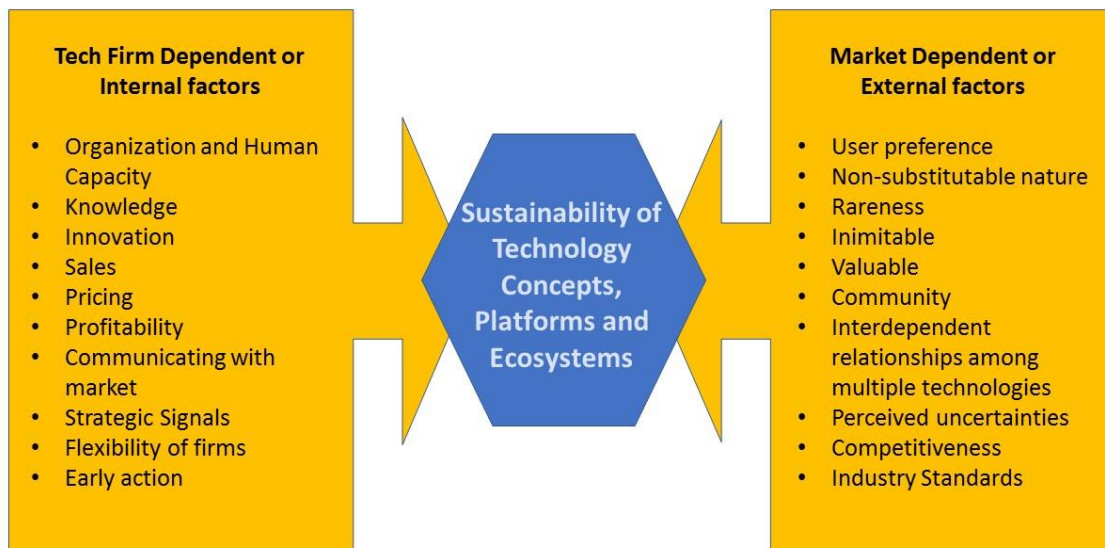 Tech Firm Dependent or
Internal factors
• Organization and Human
Capacity
• Knowledge
• Innovation
• Sales
• Pricing
• Profitability
• Communicating with
market
• Strategic Signals
• Flexibility of firms
• Early action
Sustainability of
Technology
Concepts,
Platforms and
Ecosystems
Market Dependent or
External factors
• User preference
• Non-substitutable nature
• Rareness
• Inimitable
• Valuable
• Community
• Interdependent
relationships among
multiple technologies
• Perceived uncertainties
• Competitiveness
• Industry Standards